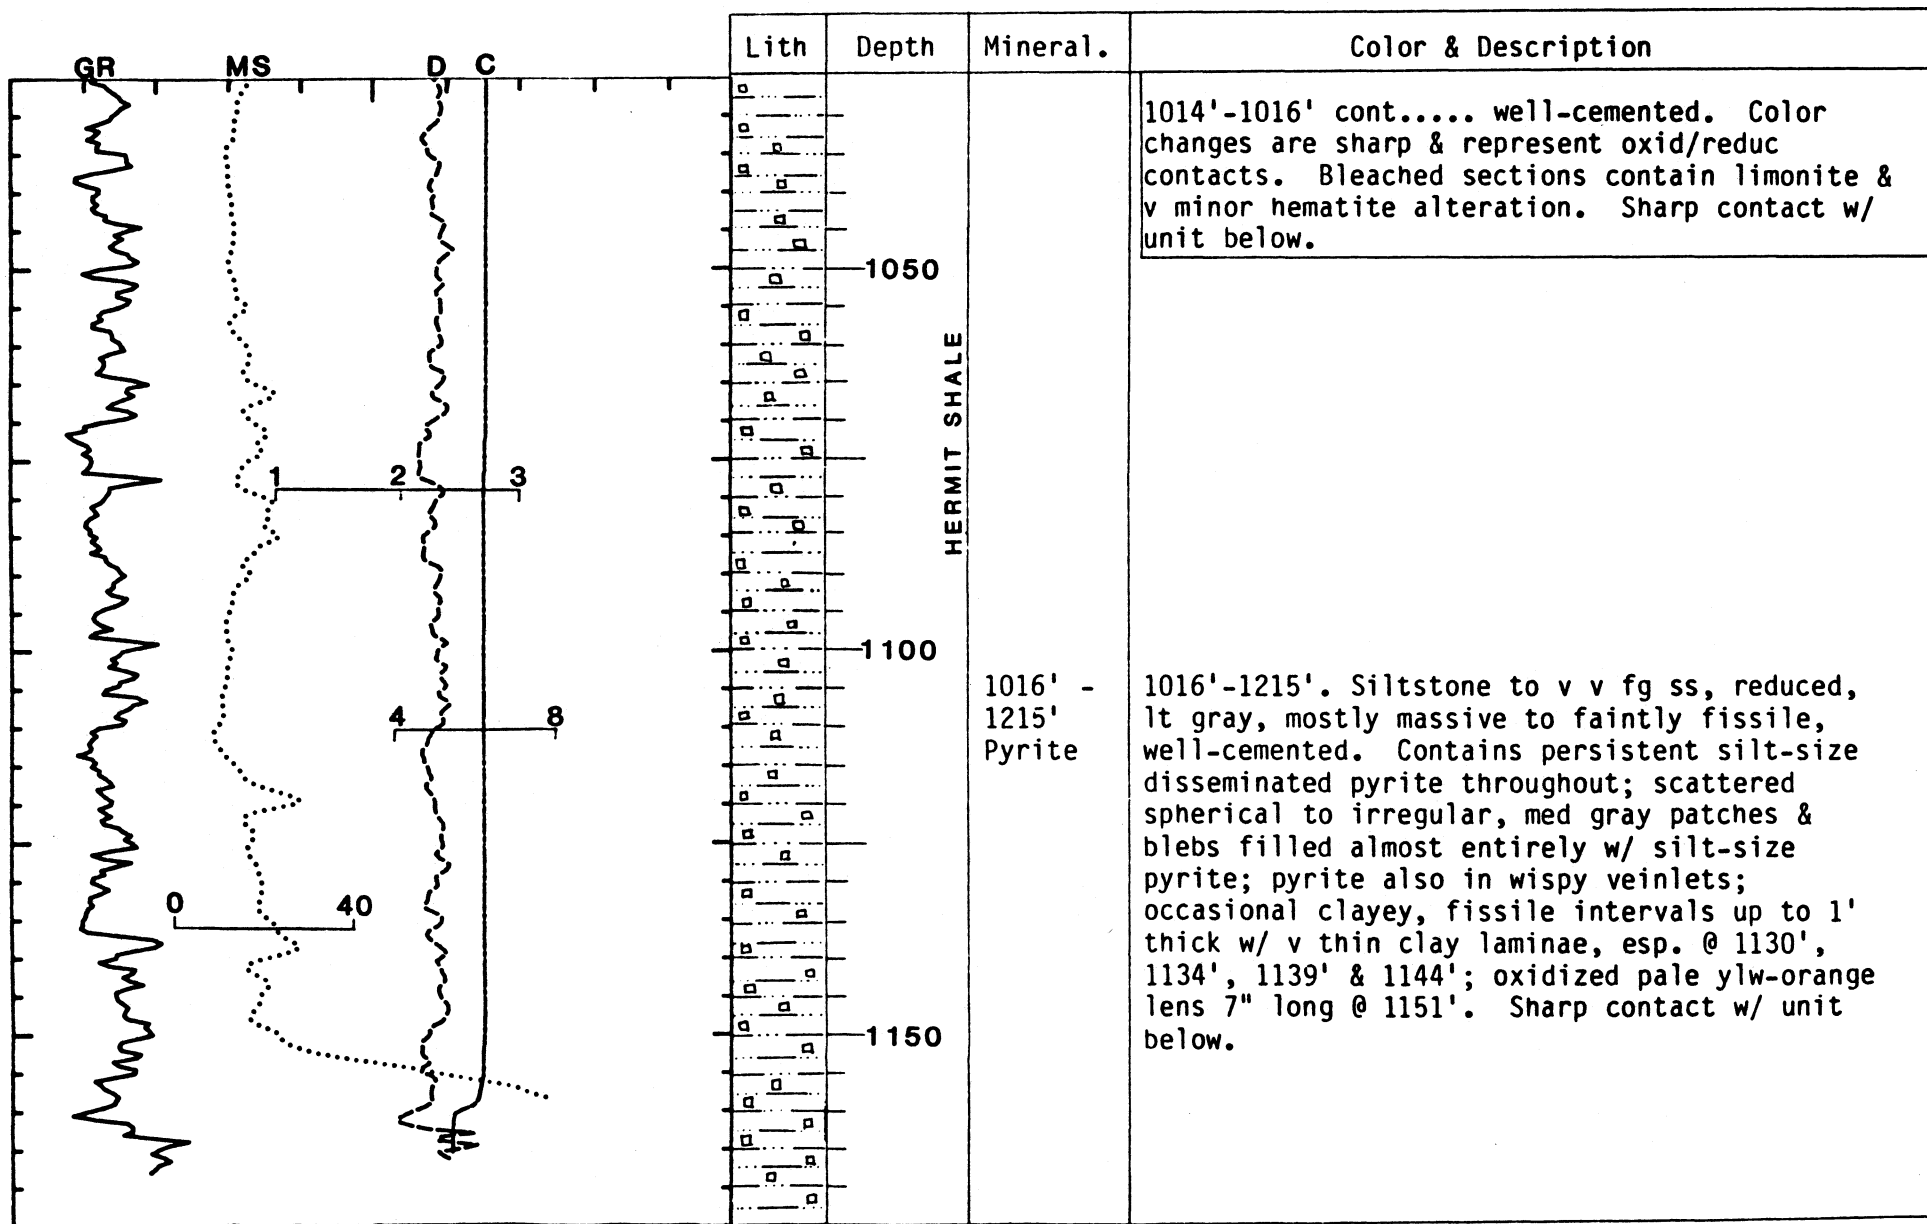 GR MS D C
Lith Depth Mineral. Color & Description
1014'-1016' cont..... well-cemented. Color
changes are sharp & represent oxid/reduc
contacts. Bleached sections contain limonite &
v minor hematite alteration. Sharp contact w/
unit below.
1050
HERMIT SHALE
1 2 3
1100
1016' -
1215'
Pyrite
1016'-1215'. Siltstone to v v fg ss, reduced,
lt gray, mostly massive to faintly fissile,
well-cemented. Contains persistent silt-size
disseminated pyrite throughout; scattered
spherical to irregular, med gray patches &
blebs filled almost entirely w/ silt-size
pyrite; pyrite also in wispy veinlets;
occasional clayey, fissile intervals up to 1'
thick w/ v thin clay laminae, esp. @ 1130',
1134', 1139' & 1144'; oxidized pale ylw-orange
lens 7" long @ 1151'. Sharp contact w/ unit
below.
4 8
0 40
1150